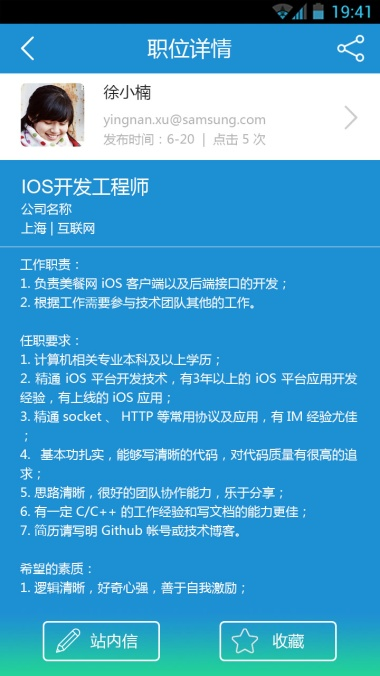 19:41
职位详情
徐小楠
yingnan.xu@samsung.com
发布时间：6-20 | 点击 5 次
IOS开发工程师
公司名称
上海 | 互联网
工作职责：
1. 负责美餐网 iOS 客户端以及后端接口的开发；
2. 根据工作需要参与技术团队其他的工作。
任职要求：
1. 计算机相关专业本科及以上学历；
2. 精通 iOS 平台开发技术，有3年以上的 iOS 平台应用开发
经验，有上线的 iOS 应用；
3. 精通 socket 、 HTTP 等常用协议及应用，有 IM 经验尤佳
；
4. 基本功扎实，能够写清晰的代码，对代码质量有很高的追
求；
5. 思路清晰，很好的团队协作能力，乐于分享；
6. 有一定 C/C++ 的工作经验和写文档的能力更佳；
7. 简历请写明 Github 帐号或技术博客。
希望的素质：
1. 逻辑清晰，好奇心强，善于自我激励；
站内信
收藏